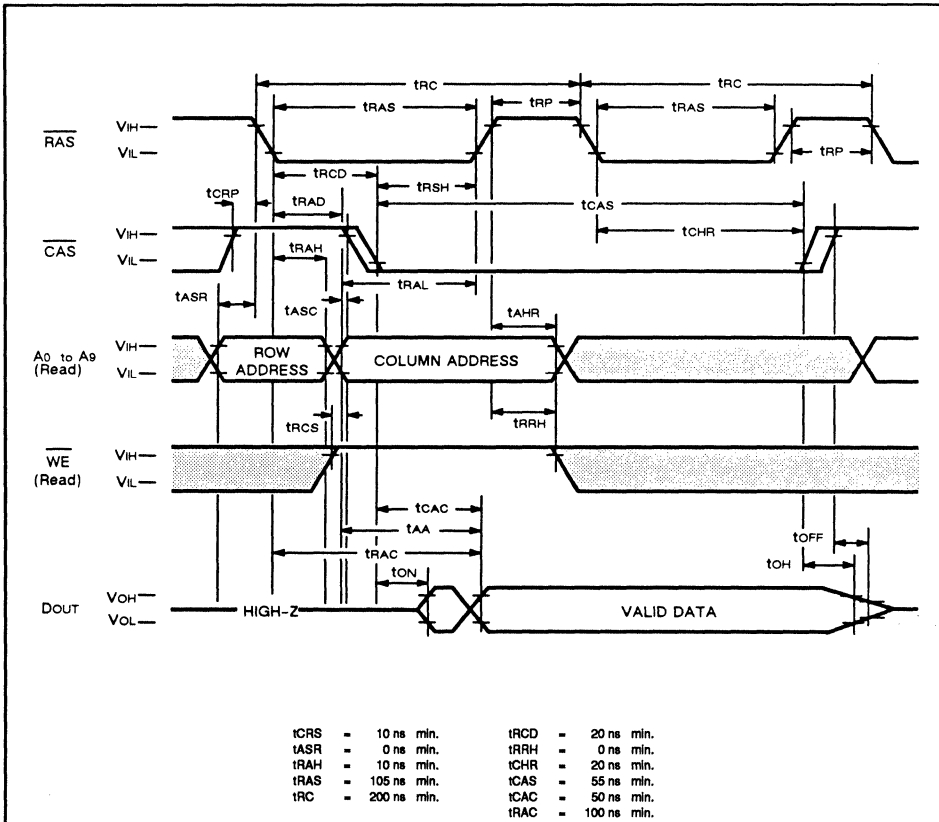 tRC tRC
tRAS tRP tRAS
RAS VIH
VIL
tRP
tRCD tRSH
tCRP tRAD tCAS
CAS VIH
VIL
tRAH tCHR
tRAL
tASR tASC tAHR
A0 to A9 (Read) VIH
VIL
ROW ADDRESS
COLUMN ADDRESS
tRCS tRRH
WE (Read) VIH
VIL
tCAC
tAA
tRAC
tOFF
tON tOH
DOUT VOH
VOL
HIGH-Z
VALID DATA
tCRS = 10 ns min.
tASR = 0 ns min.
tRAH = 10 ns min.
tRAS = 105 ns min.
tRC = 200 ns min.
tRCD = 20 ns min.
tRRH = 0 ns min.
tCHR = 20 ns min.
tCAS = 55 ns min.
tCAC = 50 ns min.
tRAC = 100 ns min.